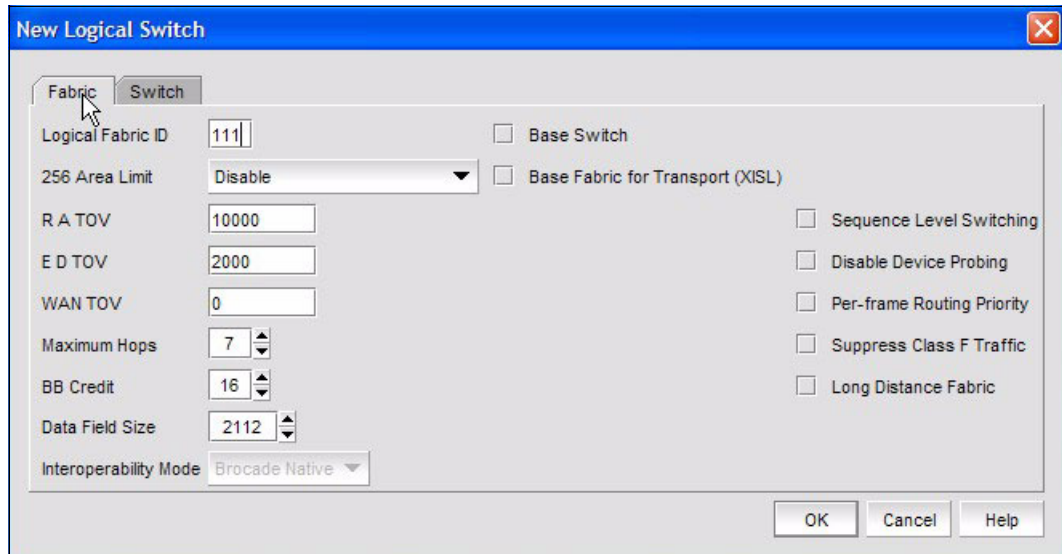 New Logical Switch
Fabric Switch
Logical Fabric ID 111 Base Switch
256 Area Limit Disable Base Fabric for Transport (XISL)
R A TOV 10000 Sequence Level Switching
E D TOV 2000 Disable Device Probing
WAN TOV 0 Per-frame Routing Priority
Maximum Hops 7 Suppress Class F Traffic
BB Credit 16 Long Distance Fabric
Data Field Size 2112
Interoperability Mode Brocade Native
OK Cancel Help